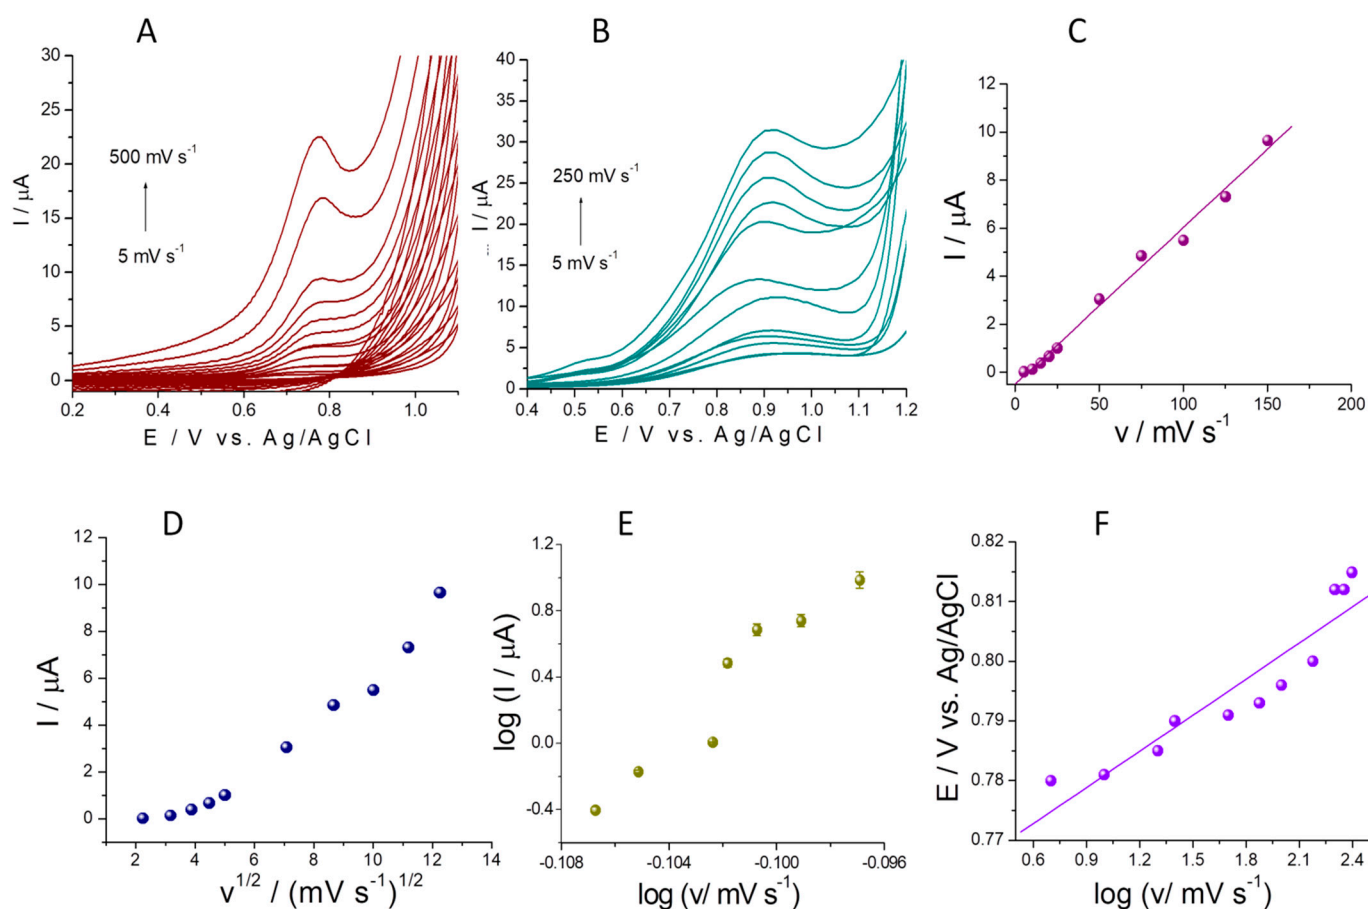 A
30
25
20
15
10
5
0
I / μA
500 mV s⁻¹
5 mV s⁻¹
0.2 0.4 0.6 0.8 1.0
E / V vs. Ag/AgCl
B
40
35
30
25
20
15
10
5
0
I / μA
250 mV s⁻¹
5 mV s⁻¹
0.4 0.5 0.6 0.7 0.8 0.9 1.0 1.1 1.2
E / V vs. Ag/AgCl
C
12
10
8
6
4
2
0
I / μA
0 50 100 150 200
v / mV s⁻¹
D
12
10
8
6
4
2
0
I / μA
2 4 6 8 10 12 14
v¹ᐟ² / (mV s⁻¹)¹ᐟ²
E
1.2
0.8
0.4
0.0
-0.4
log (I / μA)
-0.108 -0.104 -0.100 -0.096
log (v/ mV s⁻¹)
F
0.82
0.81
0.80
0.79
0.78
0.77
E / V vs. Ag/AgCl
0.6 0.9 1.2 1.5 1.8 2.1 2.4
log (v/ mV s⁻¹)